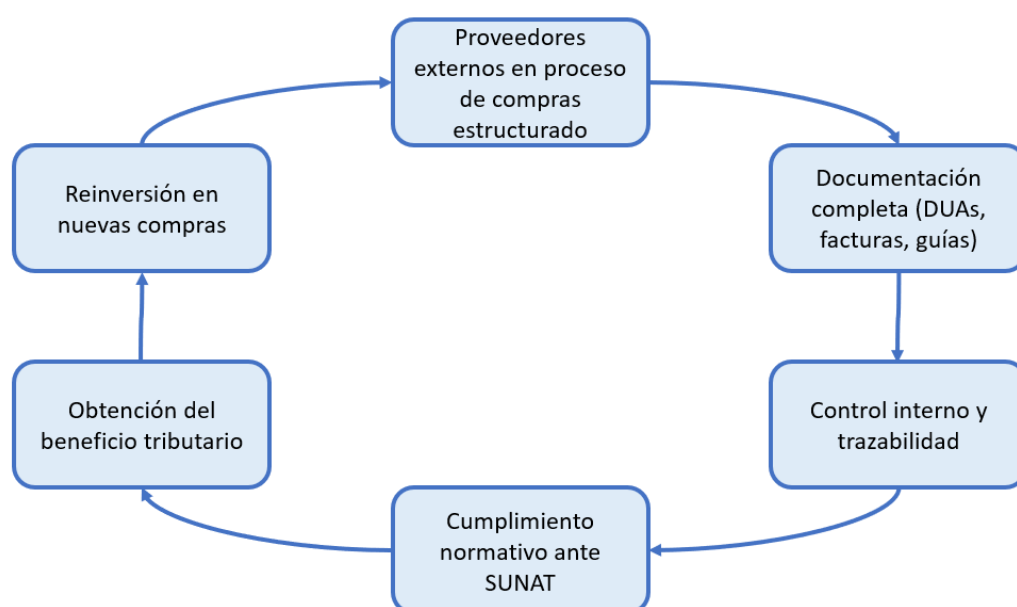 Proveedores
externos en proceso
de compras
estructurado
Documentación
completa (DUAs,
facturas, guías)
Control interno y
trazabilidad
Cumplimiento
normativo ante
SUNAT
Obtención del
beneficio tributario
Reinversión en
nuevas compras